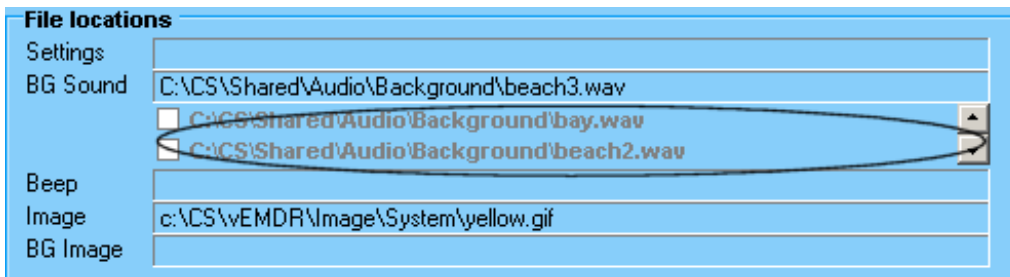 File locations
Settings
BG Sound C:\CS\Shared\Audio\Background\beach3.wav
C:\CS\Shared\Audio\Background\bay.wav
C:\CS\Shared\Audio\Background\beach2.wav
Beep
Image c:\CS\vEMDR\Image\System\yellow.gif
BG Image